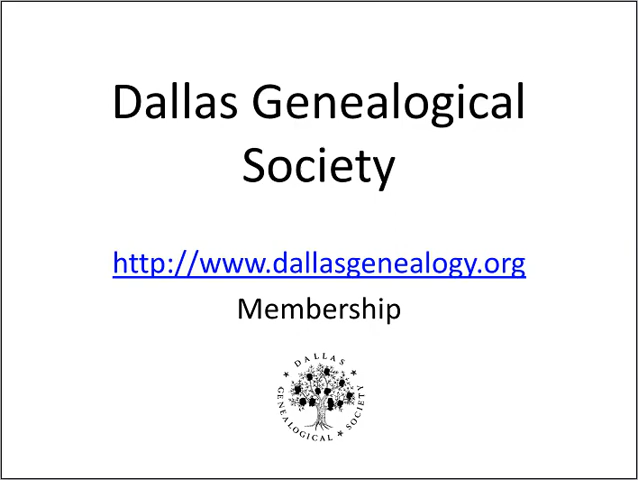 Dallas Genealogical
Society
http://www.dallasgenealogy.org
Membership
DALLAS
GENEALOGICAL ★ SOCIETY ★